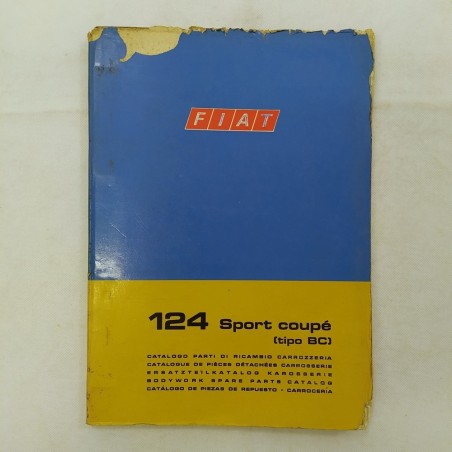 FIAT
124 Sport coupé
(tipo BC)
CATALOGO PARTI DI RICAMBIO CARROZZERIA
CATALOGUE DE PIÈCES DÉTACHÉES CARROSSERIE
ERSATZTEILKATALOG KAROSSERIE
BODYWORK SPARE PARTS CATALOG
CATÁLOGO DE PIEZAS DE REPUESTO - CARROCERÍA